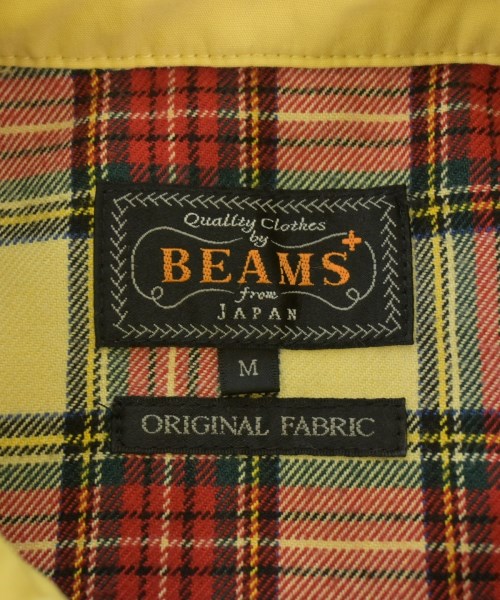 Quality Clothes
by
BEAMS+
from
JAPAN
M
ORIGINAL FABRIC